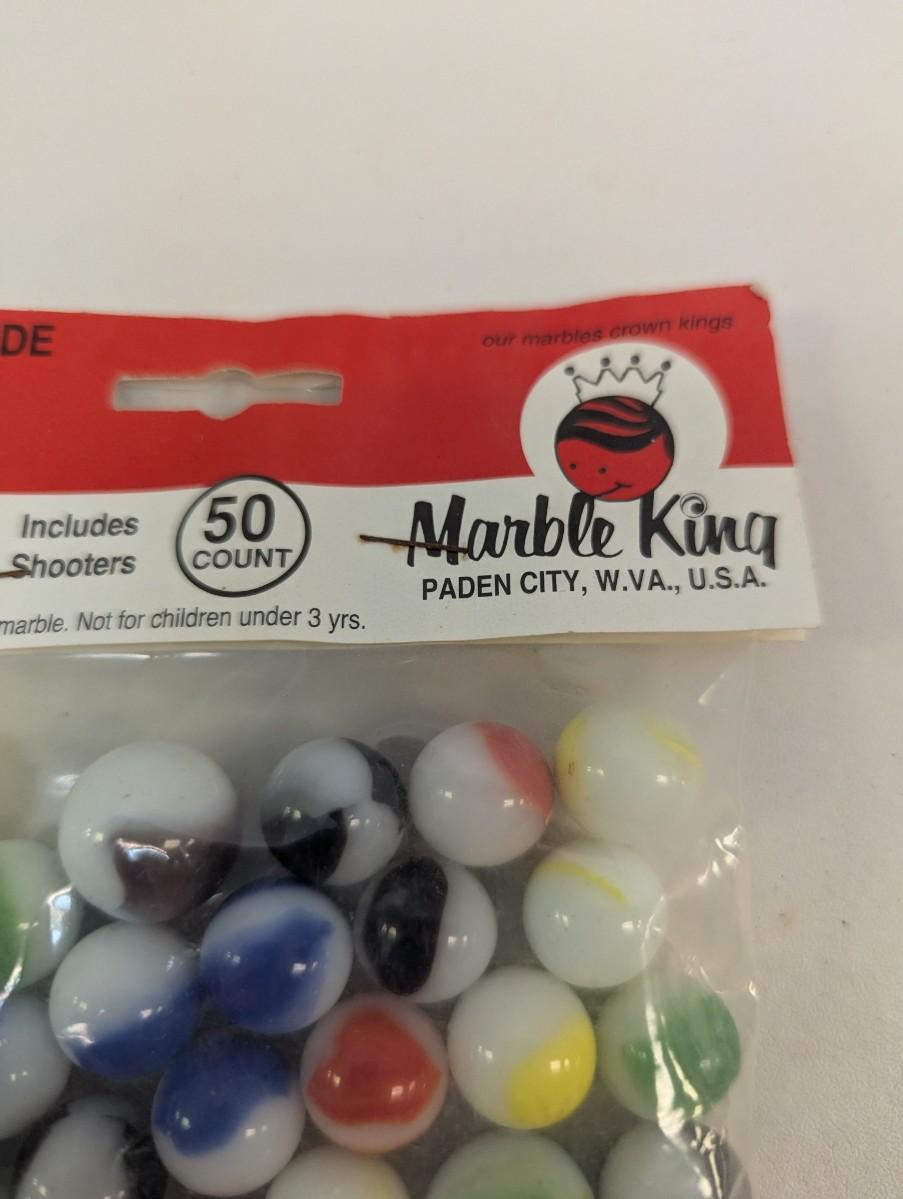 DE
our marbles crown kings
Includes
Shooters
50
COUNT
Marble King
PADEN CITY, W.VA., U.S.A.
marble. Not for children under 3 yrs.